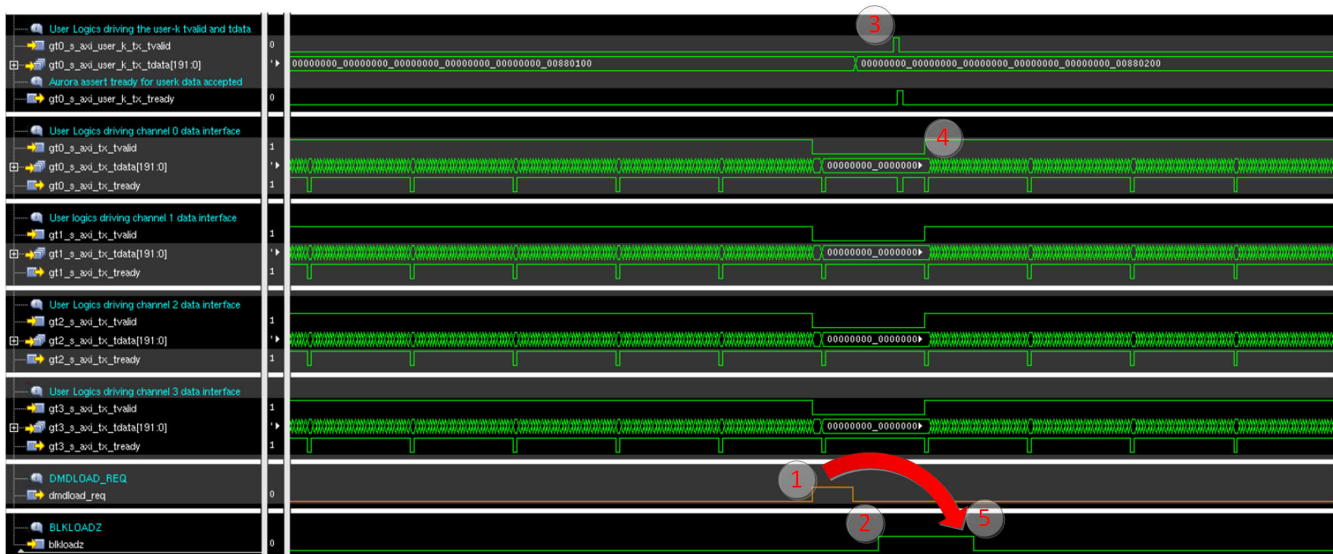 User Logics driving the user-k tvalid and tdata
gt0_s_axi_user_k_tx_tvalid 0
gt0_s_axi_user_k_tx_tdata[191:0] ' 00000000_00000000_00000000_00000000_00000000_00880100 00000000_00000000_00000000_00000000_00000000_00880200
Aurora assert tready for userk data accepted
gt0_s_axi_user_k_tx_tready 0
3
User Logics driving channel 0 data interface
gt0_s_axi_tx_tvalid 1
4
gt0_s_axi_tx_tdata[191:0] ' 00000000_0000000
gt0_s_axi_tx_tready 1
User logics driving channel 1 data interface
gt1_s_axi_tx_tvalid 1
gt1_s_axi_tx_tdata[191:0] ' 00000000_0000000
gt1_s_axi_tx_tready 1
User Logics driving channel 2 data interface
gt2_s_axi_tx_tvalid 1
gt2_s_axi_tx_tdata[191:0] ' 00000000_0000000
gt2_s_axi_tx_tready 1
User Logics driving channel 3 data interface
gt3_s_axi_tx_tvalid 1
gt3_s_axi_tx_tdata[191:0] ' 00000000_0000000
gt3_s_axi_tx_tready 1
DMDLOAD_REQ
1
dmdload_req 0
BLKLOADZ
2 5
blkloadz 0